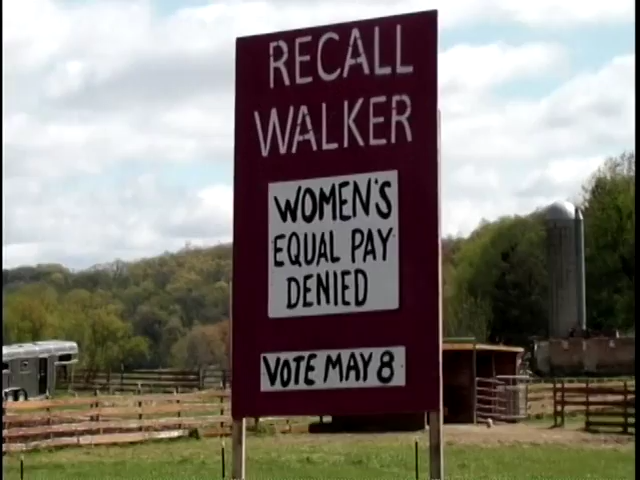 RECALL
WALKER
WOMEN'S
EQUAL PAY
DENIED
VOTE MAY 8